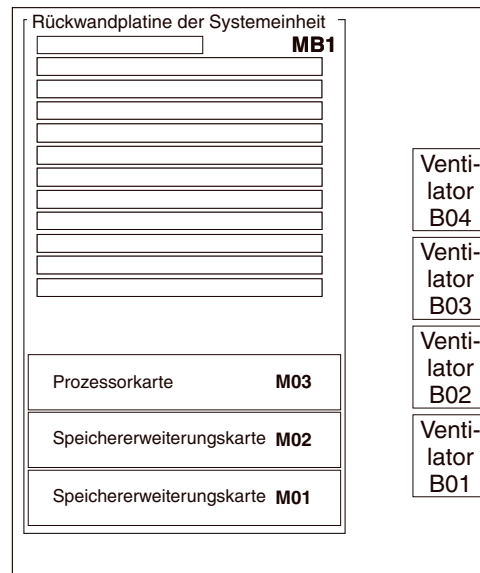 Rückwandplatine der Systemeinheit
MB1
Venti-
lator
B04
Venti-
lator
B03
Venti-
lator
B02
Prozessorkarte M03
Venti-
lator
B01
Speichererweiterungskarte M02
Speichererweiterungskarte M01